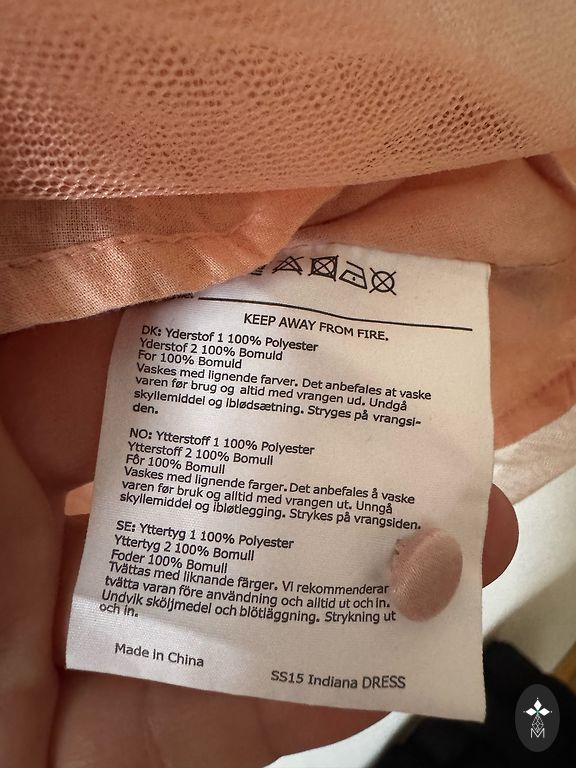 KEEP AWAY FROM FIRE.
DK: Yderstof 1 100% Polyester
Yderstof 2 100% Bomuld
For 100% Bomuld
Vaskes med lignende farver. Det anbefales at vaske
varen før brug og altid med vrangen ud. Undgå
skyllemiddel og iblødsætning. Stryges på vrangsi-
den.
NO: Ytterstoff 1 100% Polyester
Ytterstoff 2 100% Bomull
Fôr 100% Bomull
Vaskes med lignende farger. Det anbefales å vaske
varen før bruk og alltid med vrangen ut. Unngå
skyllemiddel og ibløtlegging. Strykes på vrangsiden.
SE: Yttertyg 1 100% Polyester
Yttertyg 2 100% Bomull
Foder 100% Bomull
Tvättas med liknande färger. Vi rekommenderar
tvätta varan före användning och alltid ut och in.
Undvik sköljmedel och blötläggning. Strykning ut
och in.
Made in China
SS15 Indiana DRESS
M